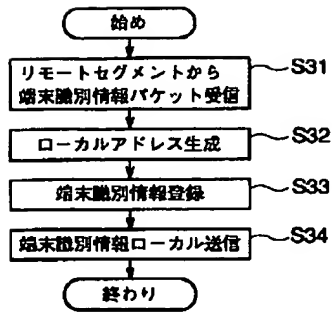 始め
リモートセグメントから
端末識別情報パケット受信
S31
ローカルアドレス生成
S32
端末識別情報登録
S33
端末識別情報ローカル送信
S34
終わり